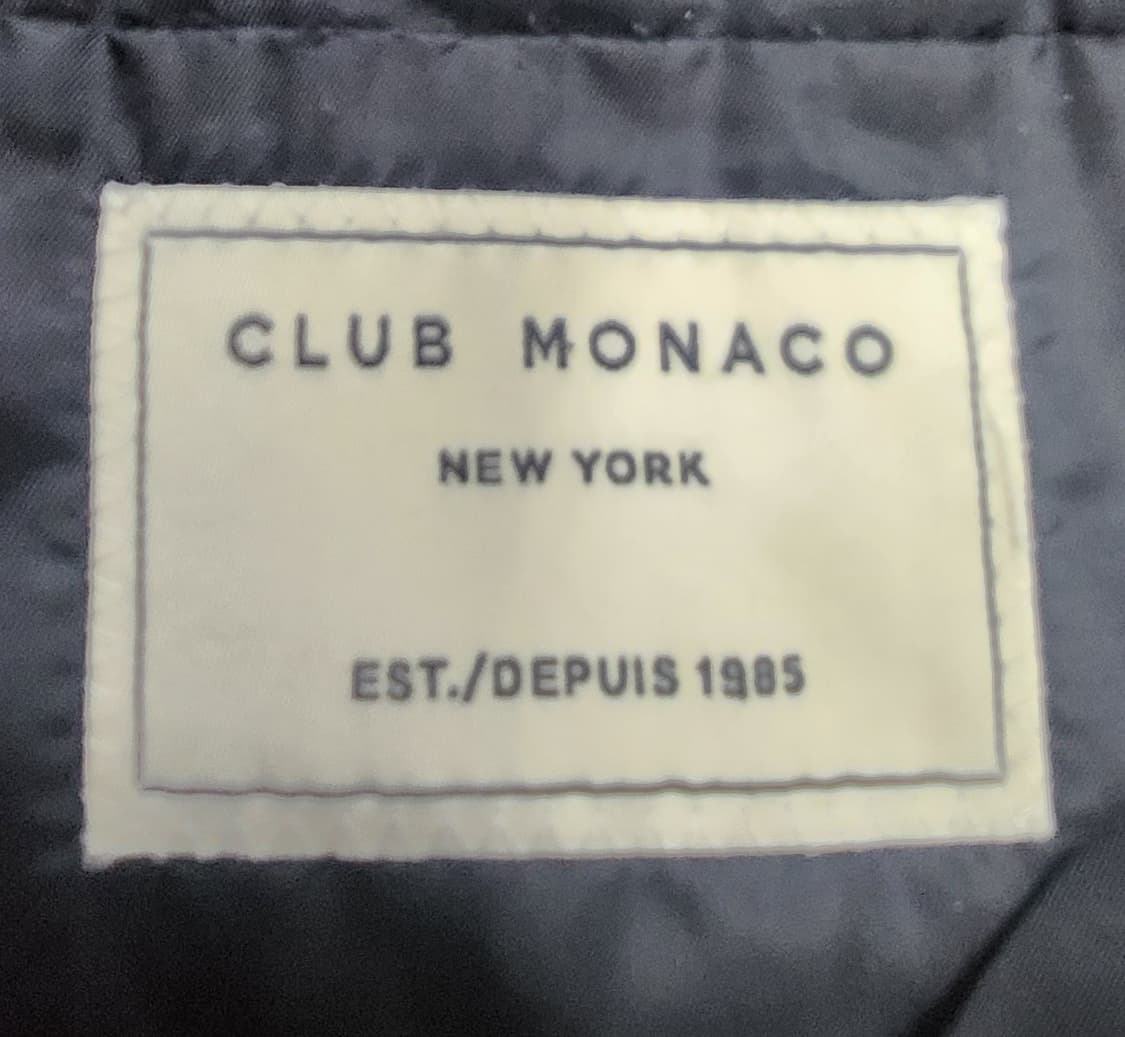 CLUB MONACO
NEW YORK
EST./DEPUIS 1985